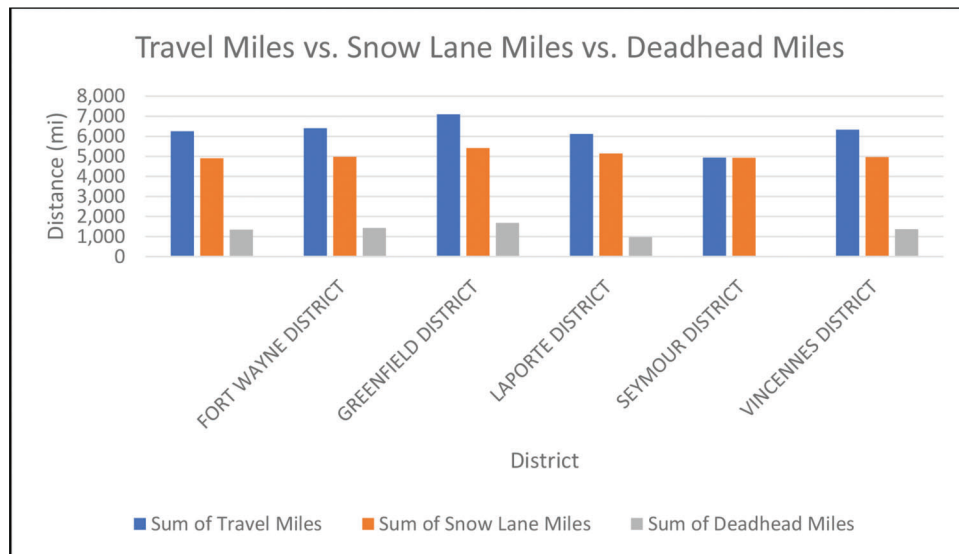 Travel Miles vs. Snow Lane Miles vs. Deadhead Miles
Distance (mi)
8,000
7,000
6,000
5,000
4,000
3,000
2,000
1,000
0
FORT WAYNE DISTRICT
GREENFIELD DISTRICT
LAPORTE DISTRICT
SEYMOUR DISTRICT
VINCENNES DISTRICT
District
Sum of Travel Miles Sum of Snow Lane Miles Sum of Deadhead Miles